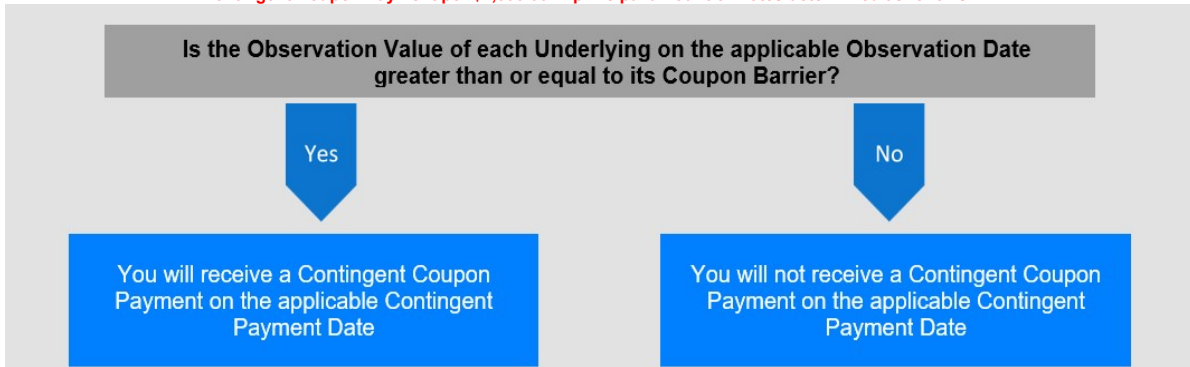 Is the Observation Value of each Underlying on the applicable Observation Date
greater than or equal to its Coupon Barrier?
Yes
No
You will receive a Contingent Coupon
Payment on the applicable Contingent
Payment Date
You will not receive a Contingent Coupon
Payment on the applicable Contingent
Payment Date